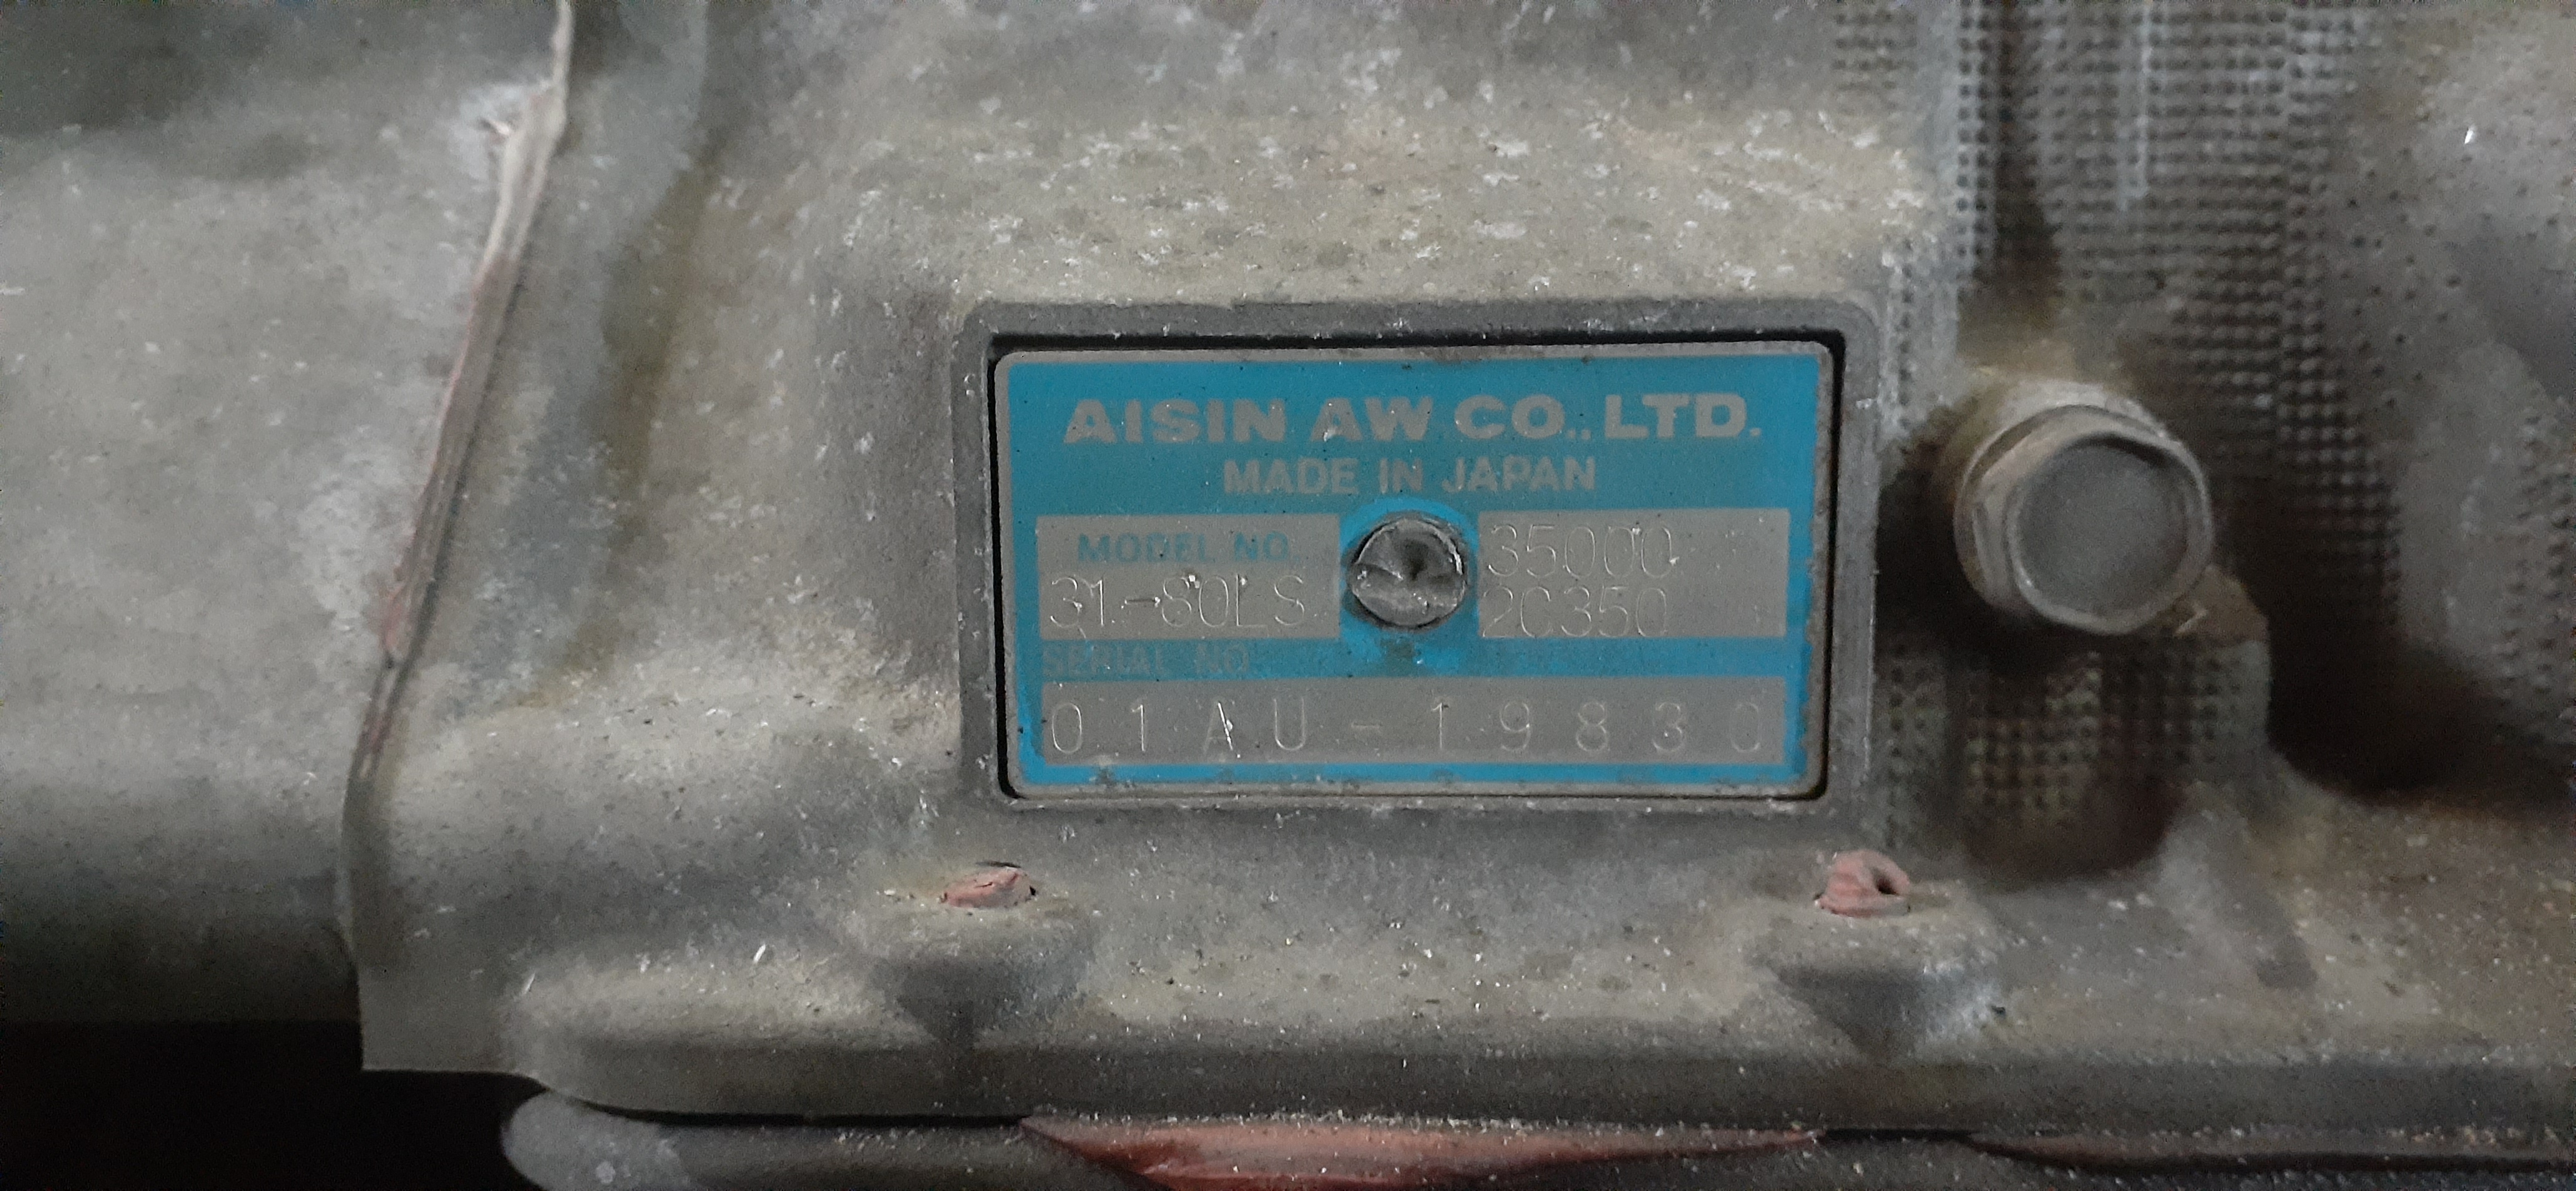 AISIN AW CO., LTD.
MADE IN JAPAN
MODEL NO.
31-80LS
35000
2C350
SERIAL NO.
01AU-19830